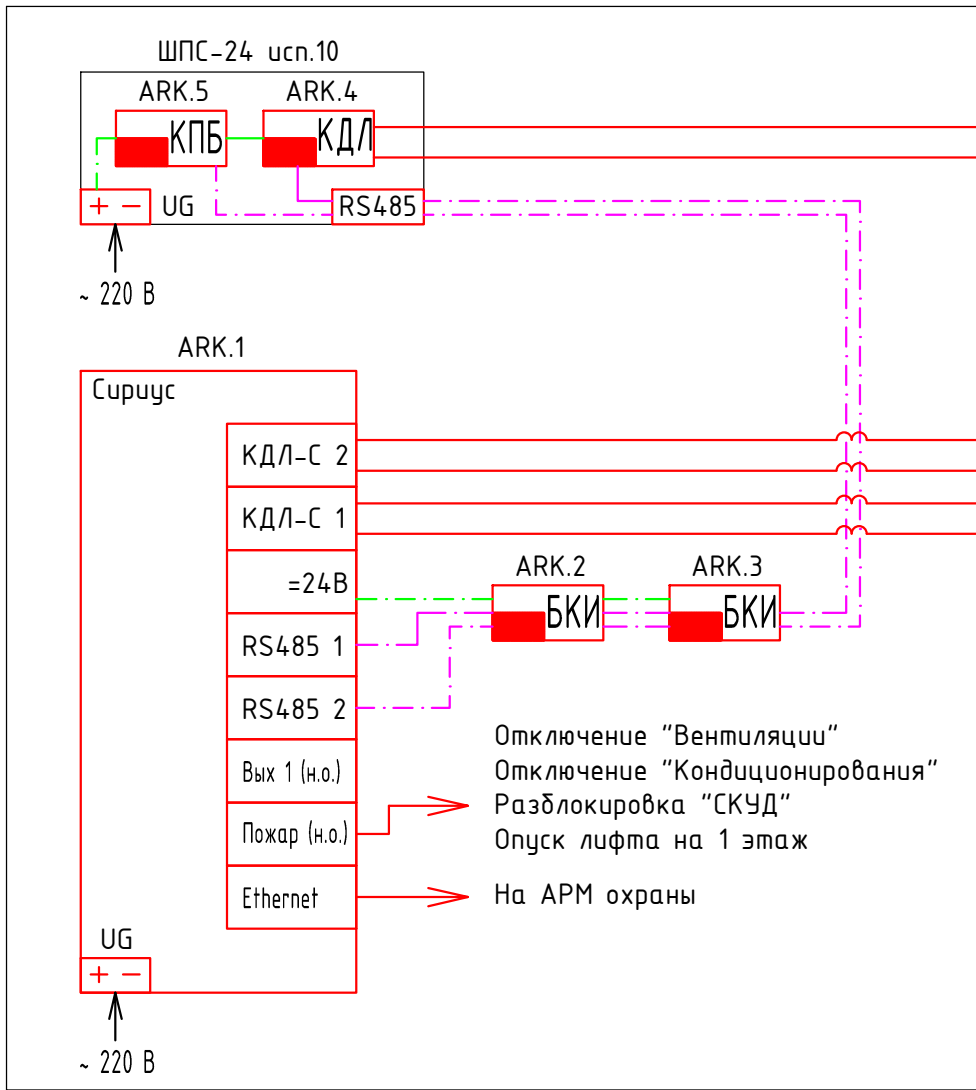 ШПС-24 исп.10
ARK.5
ARK.4
КПБ
КДЛ
+ −
UG
RS485
~ 220 В
ARK.1
Сириус
КДЛ-С 2
КДЛ-С 1
=24В
ARK.2
ARK.3
БКИ
БКИ
RS485 1
RS485 2
Вых 1 (н.о.)
Пожар (н.о.)
Ethernet
Отключение "Вентиляции"
Отключение "Кондиционирования"
Разблокировка "СКУД"
Опуск лифта на 1 этаж
На АРМ охраны
UG
+ −
~ 220 В